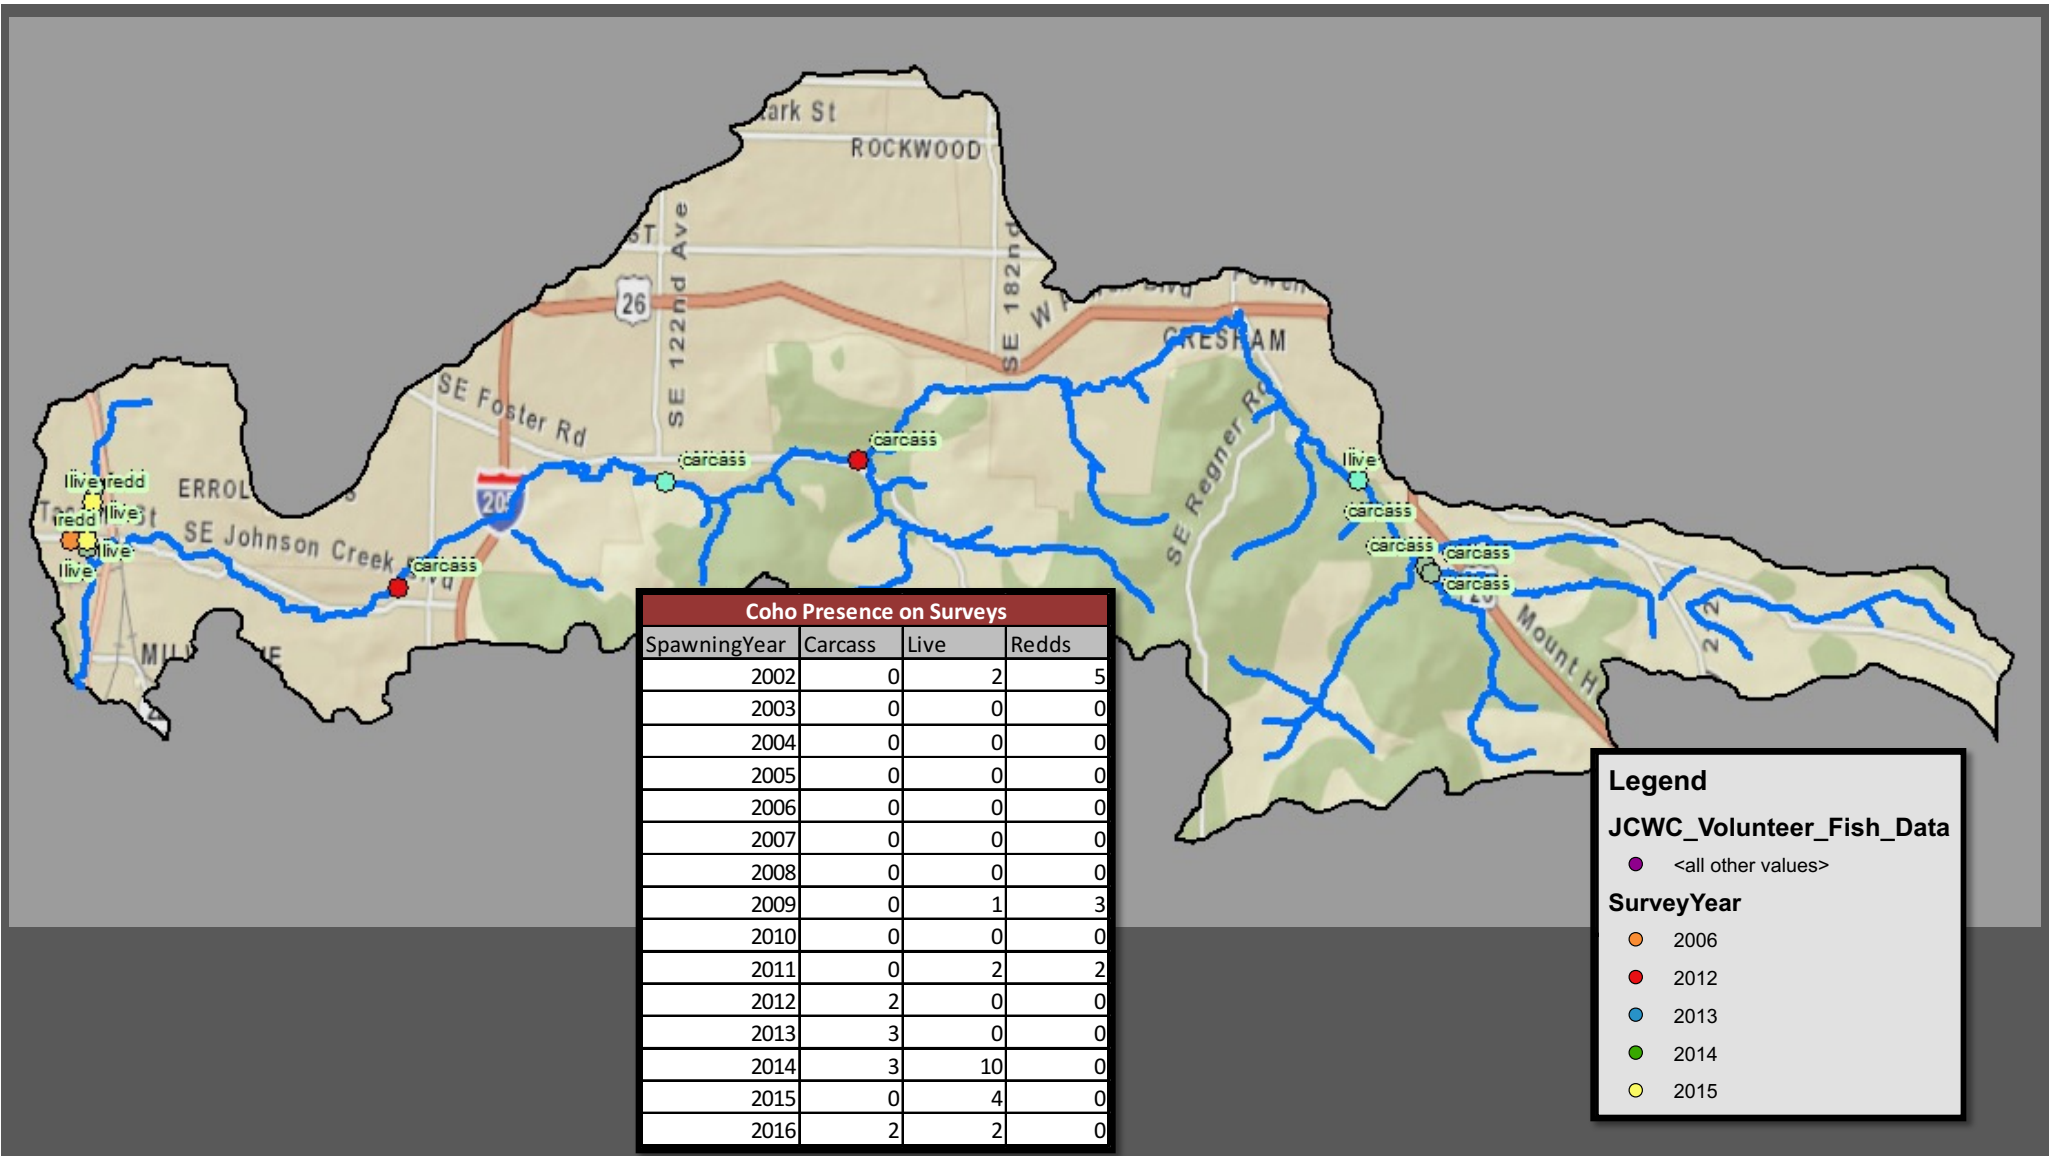 ark St
ROCKWOOD
ST
SE 122nd Ave
26
SE 182nd
W
Blvd
Powell
GRESHAM
SE Foster Rd
SE Regner Rd
carcass
carcass
live
carcass
live redd
ERROL
S
205
live
redd
live
live
SE Johnson Creek Blvd
carcass
carcass
carcass
carcass
26
Mount H
212
Coho Presence on Surveys
SpawningYear Carcass Live Redds
2002 0 2 5
2003 0 0 0
2004 0 0 0
2005 0 0 0
2006 0 0 0
2007 0 0 0
2008 0 0 0
2009 0 1 3
2010 0 0 0
2011 0 2 2
2012 2 0 0
2013 3 0 0
2014 3 10 0
2015 0 4 0
2016 2 2 0
Legend
JCWC_Volunteer_Fish_Data
<all other values>
SurveyYear
2006
2012
2013
2014
2015